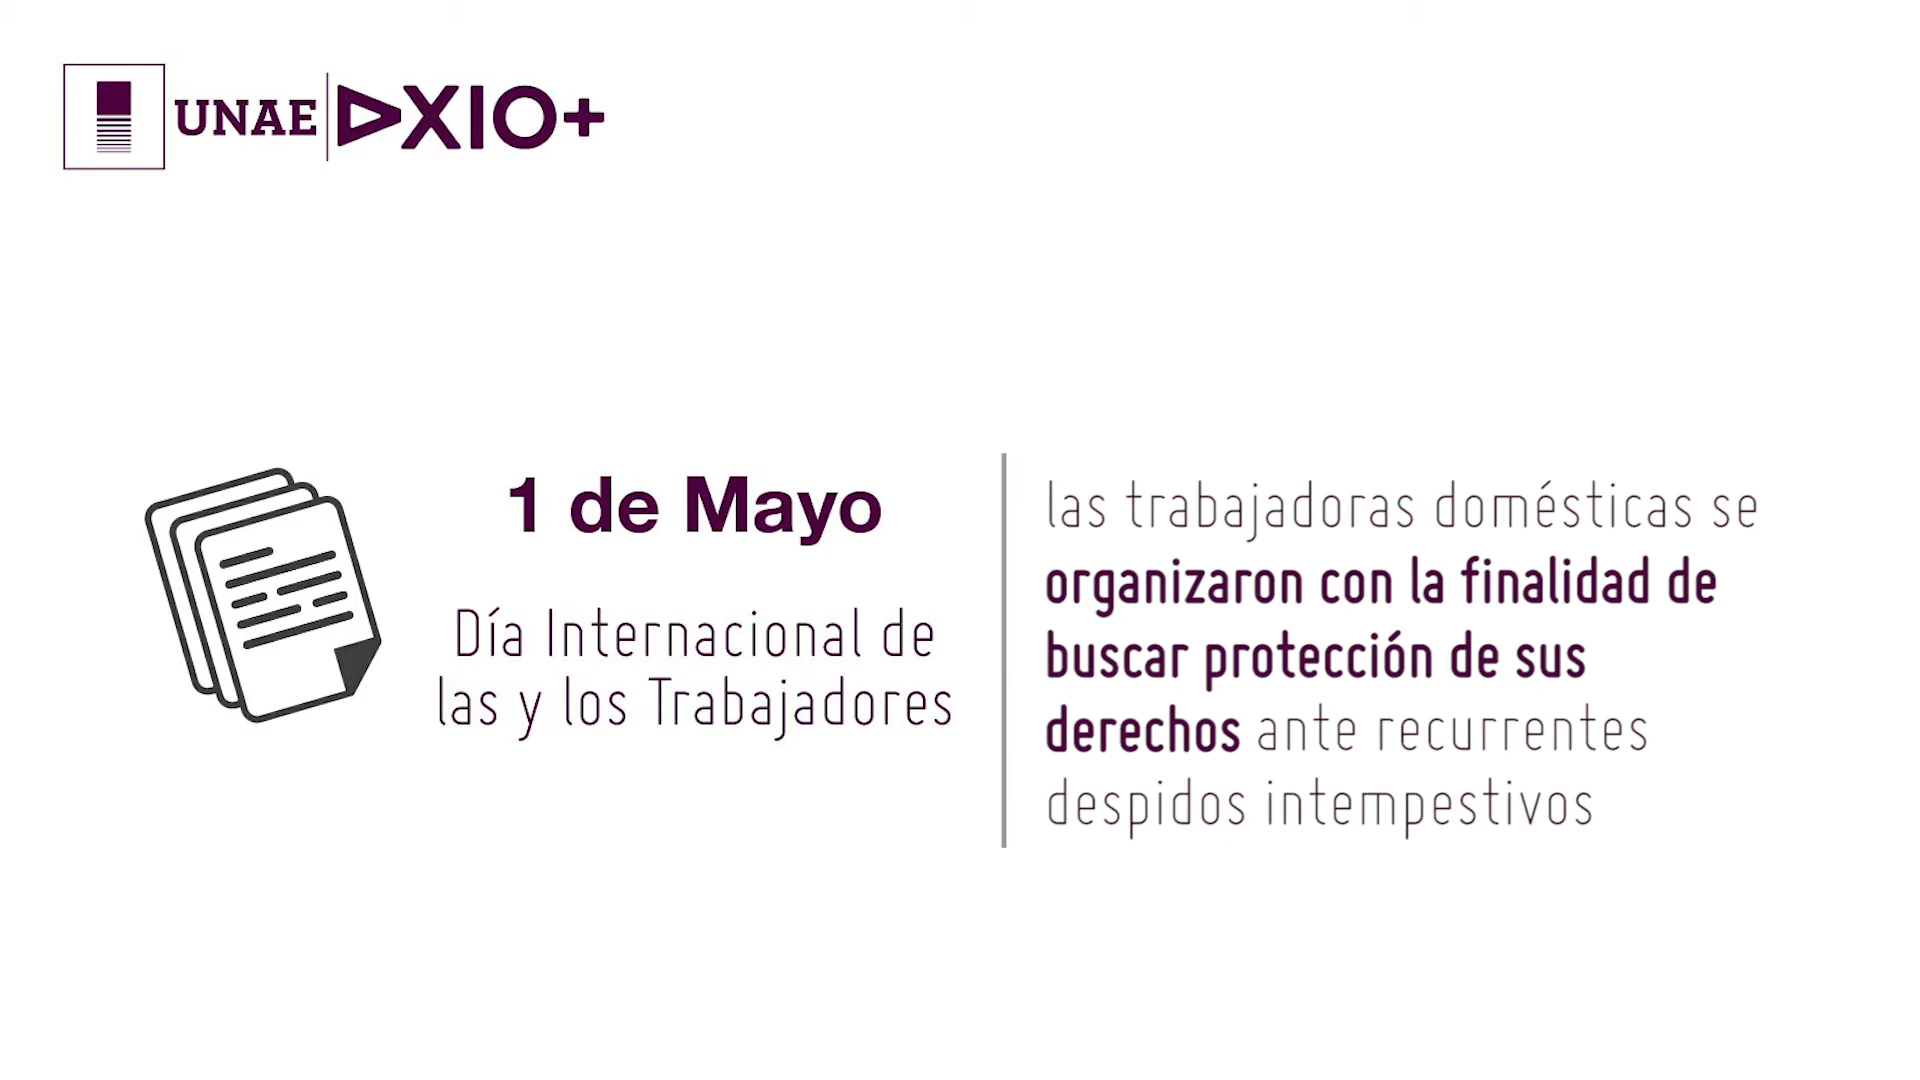 UNAE AXIO+
1 de Mayo
Día Internacional de
las y los Trabajadores
las trabajadoras domésticas se
organizaron con la finalidad de
buscar protección de sus
derechos ante recurrentes
despidos intempestivos